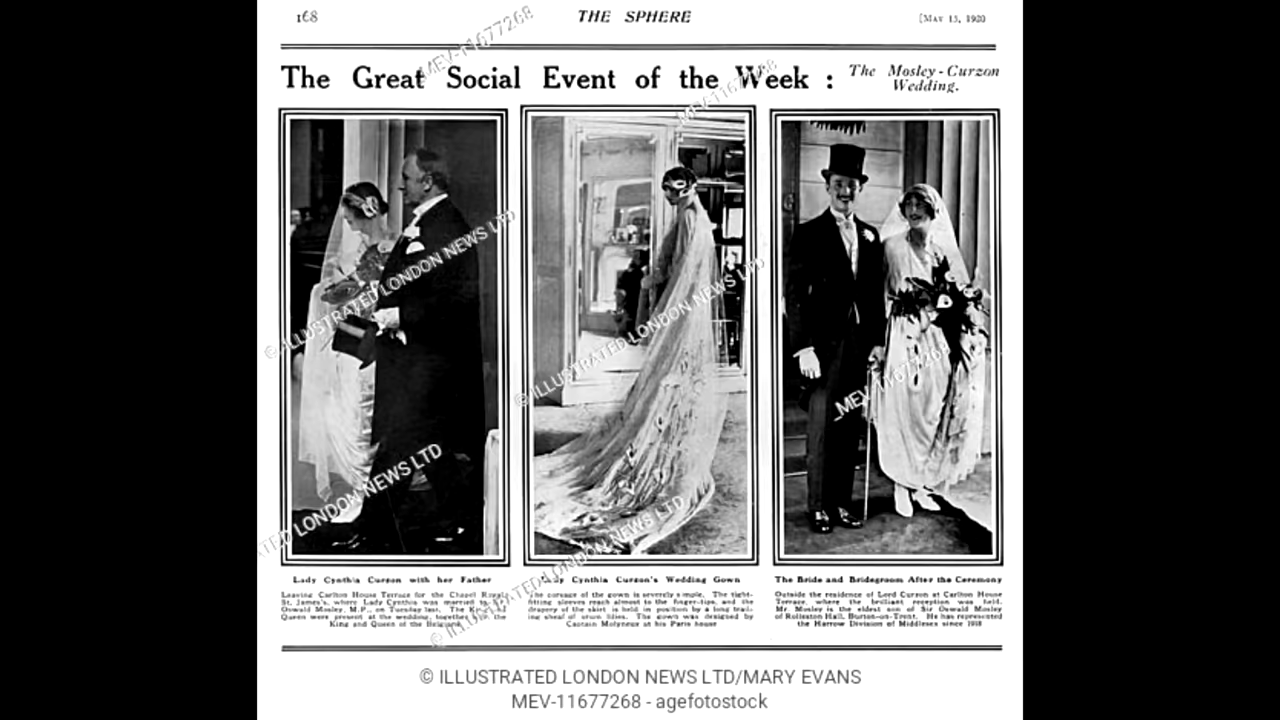 168
THE SPHERE
[MAY 15, 1920
The Great Social Event of the Week :
The Mosley-Curzon
Wedding.
Lady Cynthia Curzon with her Father
Leaving Carlton House Terrace for the Chapel Royal
St. James's, where Lady Cynthia was married to
Oswald Mosley, M.P., on Tuesday last. The
Queen were present at the wedding, together the
King and Queen of the Belgians
Cynthia Curzon's Wedding Gown
The corsage of the gown is severely simple. The tight-
fitting sleeves reach almost to the finger-tips, and the
drapery of the skirt is held in position by a long trail-
ing sheaf of arum lilies. The gown was designed by
Captain Molyneux at his Paris house
The Bride and Bridegroom After the Ceremony
Outside the residence of Lord Curzon at Carlton House
Terrace, where the brilliant reception was held.
Mr. Mosley is the eldest son of Sir Oswald Mosley
of Rolleston Hall, Burton-on-Trent. He has represented
the Harrow Division of Middlesex since 1918
MEV-11677268
MEV-11677268
© ILLUSTRATED LONDON NEWS LTD
© ILLUSTRATED LONDON NEWS LTD
MEV-11677268
TED LONDON NEWS LTD
© ILLUSTRATED LONDON NEWS LTD
© ILLUSTRATED LONDON NEWS LTD/MARY EVANS
MEV-11677268 - agefotostock